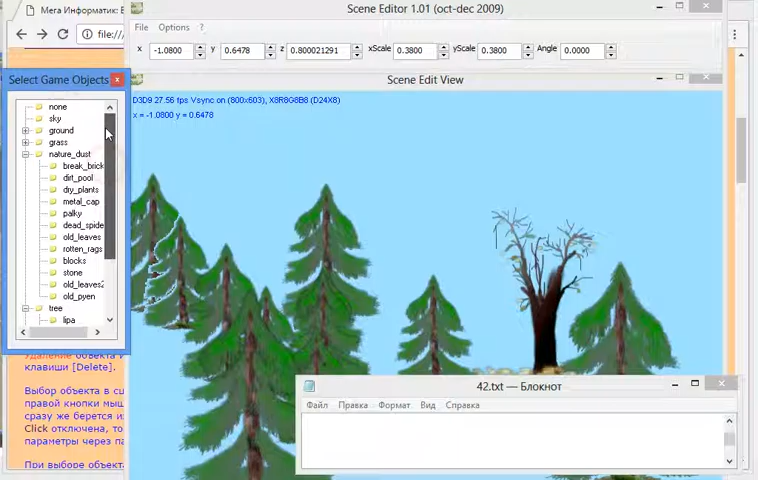 Мега Информатик:
file://
Scene Editor 1.01 (oct-dec 2009)
File Options ?
x -1.0800 y 0.6478 z 0.800021291 xScale 0.3800 yScale 0.3800 Angle 0.0000
Select Game Objects
none
sky
ground
grass
nature_dust
break_brick
dirt_pool
dry_plants
metal_cap
palky
dead_spide
old_leaves
rotten_rags
blocks
stone
old_leaves2
old_pyen
tree
lipa
Scene Edit View
D3D9 27.56 fps Vsync on (800x603), X8R8G8B8 (D24X8)
x = -1.0800 y = 0.6478
42.txt — Блокнот
Файл Правка Формат Вид Справка
Удаление объекта и
клавиши [Delete].
Выбор объекта в сц
правой кнопки мыш
сразу же берется из
Click отключена, то
параметры через па
При выборе объекта